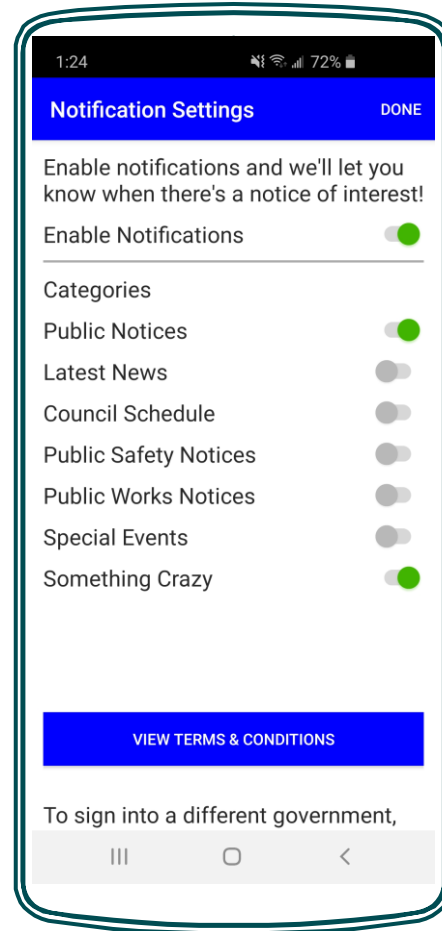 1:24 72%
Notification Settings DONE
Enable notifications and we'll let you
know when there's a notice of interest!
Enable Notifications
Categories
Public Notices
Latest News
Council Schedule
Public Safety Notices
Public Works Notices
Special Events
Something Crazy
VIEW TERMS & CONDITIONS
To sign into a different government,